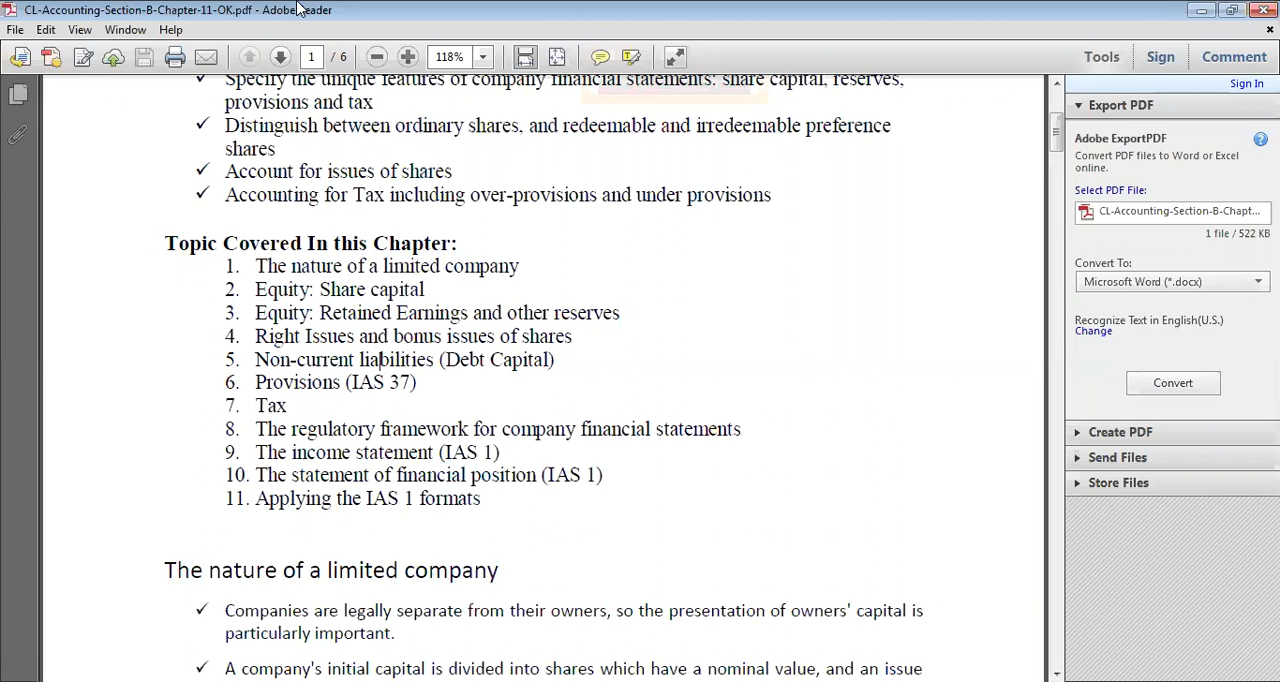 CL-Accounting-Section-B-Chapter-11-OK.pdf - Adobe Reader
File Edit View Window Help
1 / 6 118% Tools Sign Comment
Sign In
Specify the unique features of company financial statements: share capital, reserves,
provisions and tax
✓ Distinguish between ordinary shares, and redeemable and irredeemable preference
shares
✓ Account for issues of shares
✓ Accounting for Tax including over-provisions and under provisions
Topic Covered In this Chapter:
1. The nature of a limited company
2. Equity: Share capital
3. Equity: Retained Earnings and other reserves
4. Right Issues and bonus issues of shares
5. Non-current liabilities (Debt Capital)
6. Provisions (IAS 37)
7. Tax
8. The regulatory framework for company financial statements
9. The income statement (IAS 1)
10. The statement of financial position (IAS 1)
11. Applying the IAS 1 formats
The nature of a limited company
✓ Companies are legally separate from their owners, so the presentation of owners' capital is
particularly important.
✓ A company's initial capital is divided into shares which have a nominal value, and an issue
Export PDF
Adobe ExportPDF
Convert PDF files to Word or Excel
online.
Select PDF File:
CL-Accounting-Section-B-Chapt...
1 file / 522 KB
Convert To:
Microsoft Word (*.docx)
Recognize Text in English(U.S.)
Change
Convert
Create PDF
Send Files
Store Files